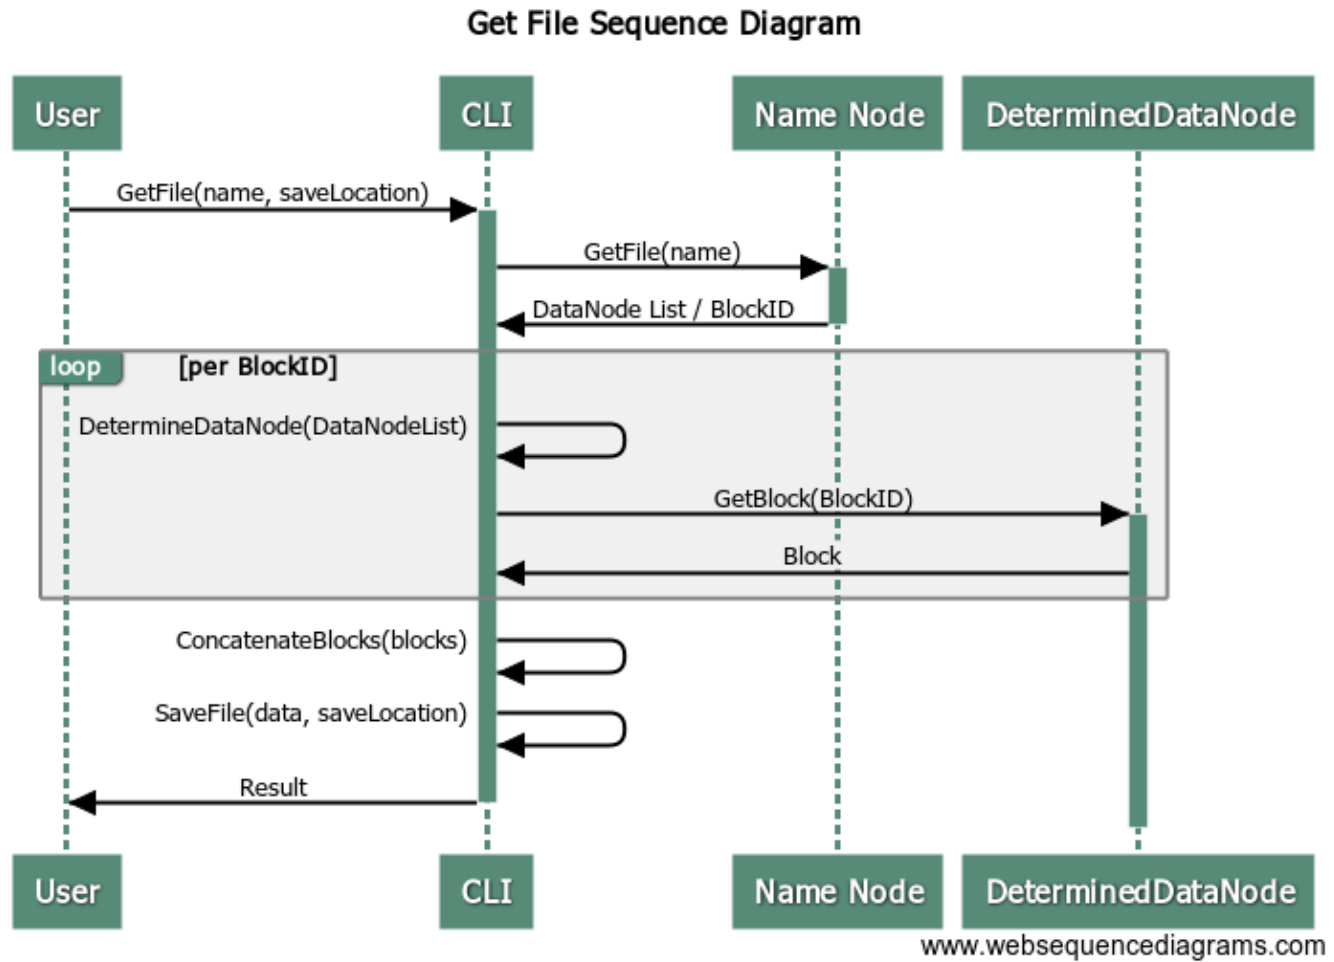 Get File Sequence Diagram
User
CLI
Name Node
DeterminedDataNode
GetFile(name, saveLocation)
GetFile(name)
DataNode List / BlockID
loop
[per BlockID]
DetermineDataNode(DataNodeList)
GetBlock(BlockID)
Block
ConcatenateBlocks(blocks)
SaveFile(data, saveLocation)
Result
User
CLI
Name Node
DeterminedDataNode
www.websequencediagrams.com